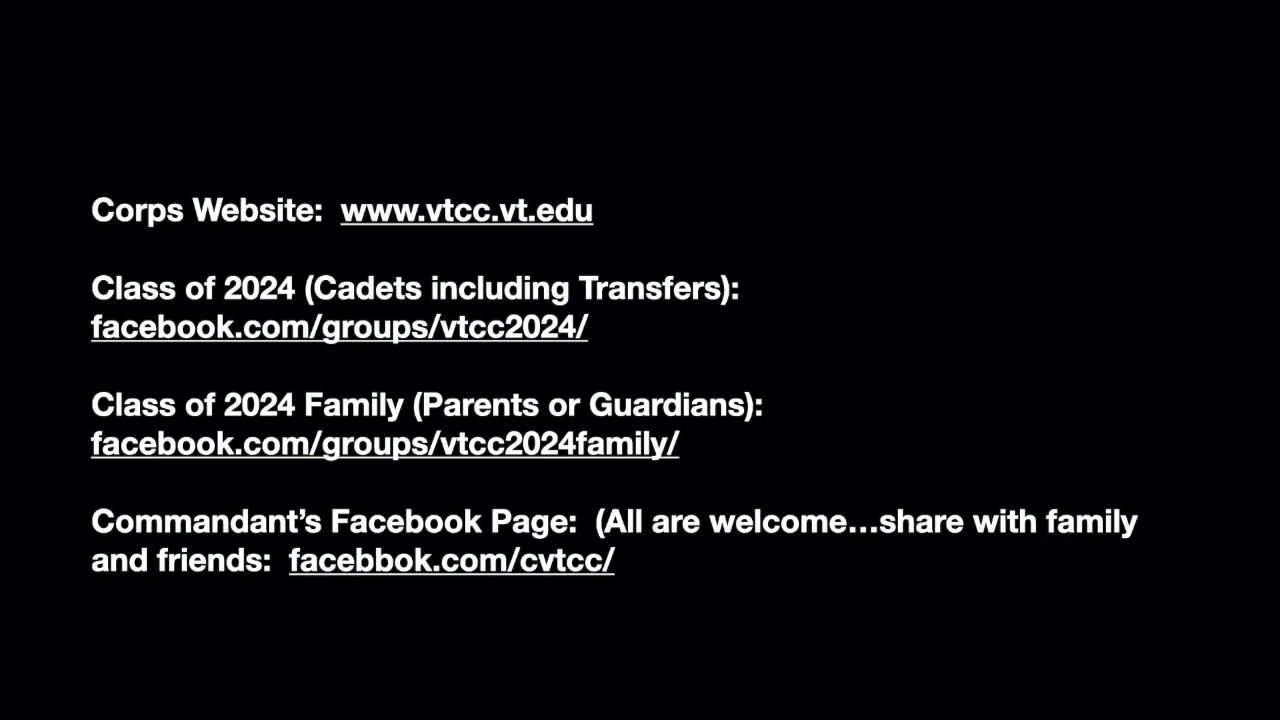 Corps Website:  www.vtcc.vt.edu
Class of 2024 (Cadets including Transfers):
facebook.com/groups/vtcc2024/
Class of 2024 Family (Parents or Guardians):
facebook.com/groups/vtcc2024family/
Commandant’s Facebook Page:  (All are welcome…share with family
and friends:  facebbok.com/cvtcc/